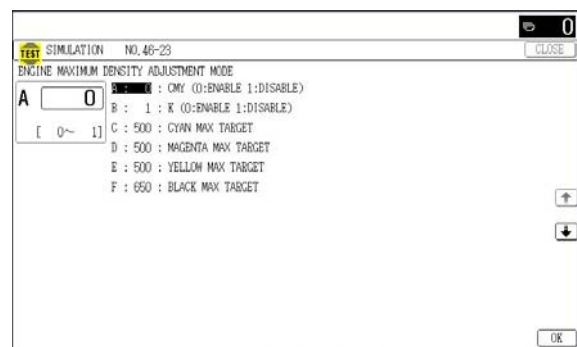 0
TEST SIMULATION NO.46-23
CLOSE
ENGINE MAXIMUM DENSITY ADJUSTMENT MODE
A 0
[ 0~ 1]
A : 0 : CMY (0:ENABLE 1:DISABLE)
B : 1 : K (0:ENABLE 1:DISABLE)
C : 500 : CYAN MAX TARGET
D : 500 : MAGENTA MAX TARGET
E : 500 : YELLOW MAX TARGET
F : 650 : BLACK MAX TARGET
OK